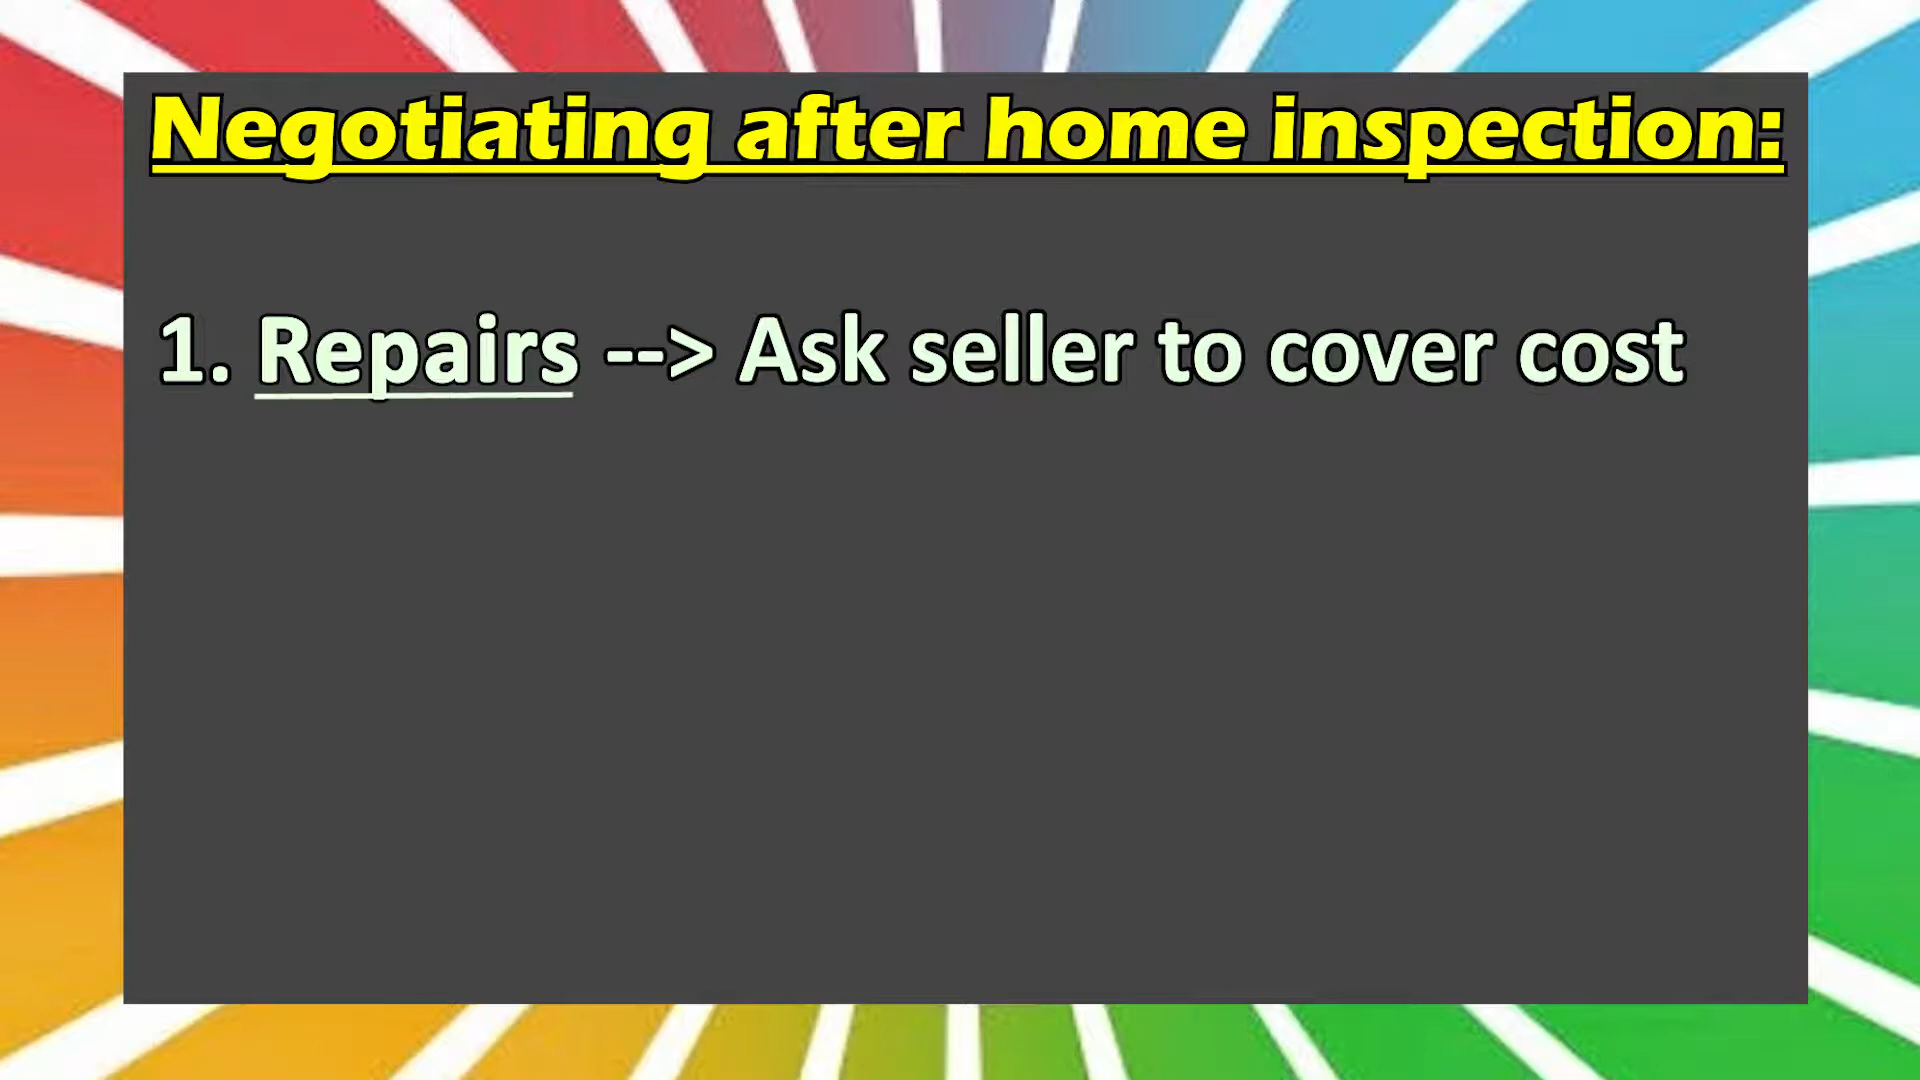 Negotiating after home inspection:
1. Repairs --> Ask seller to cover cost